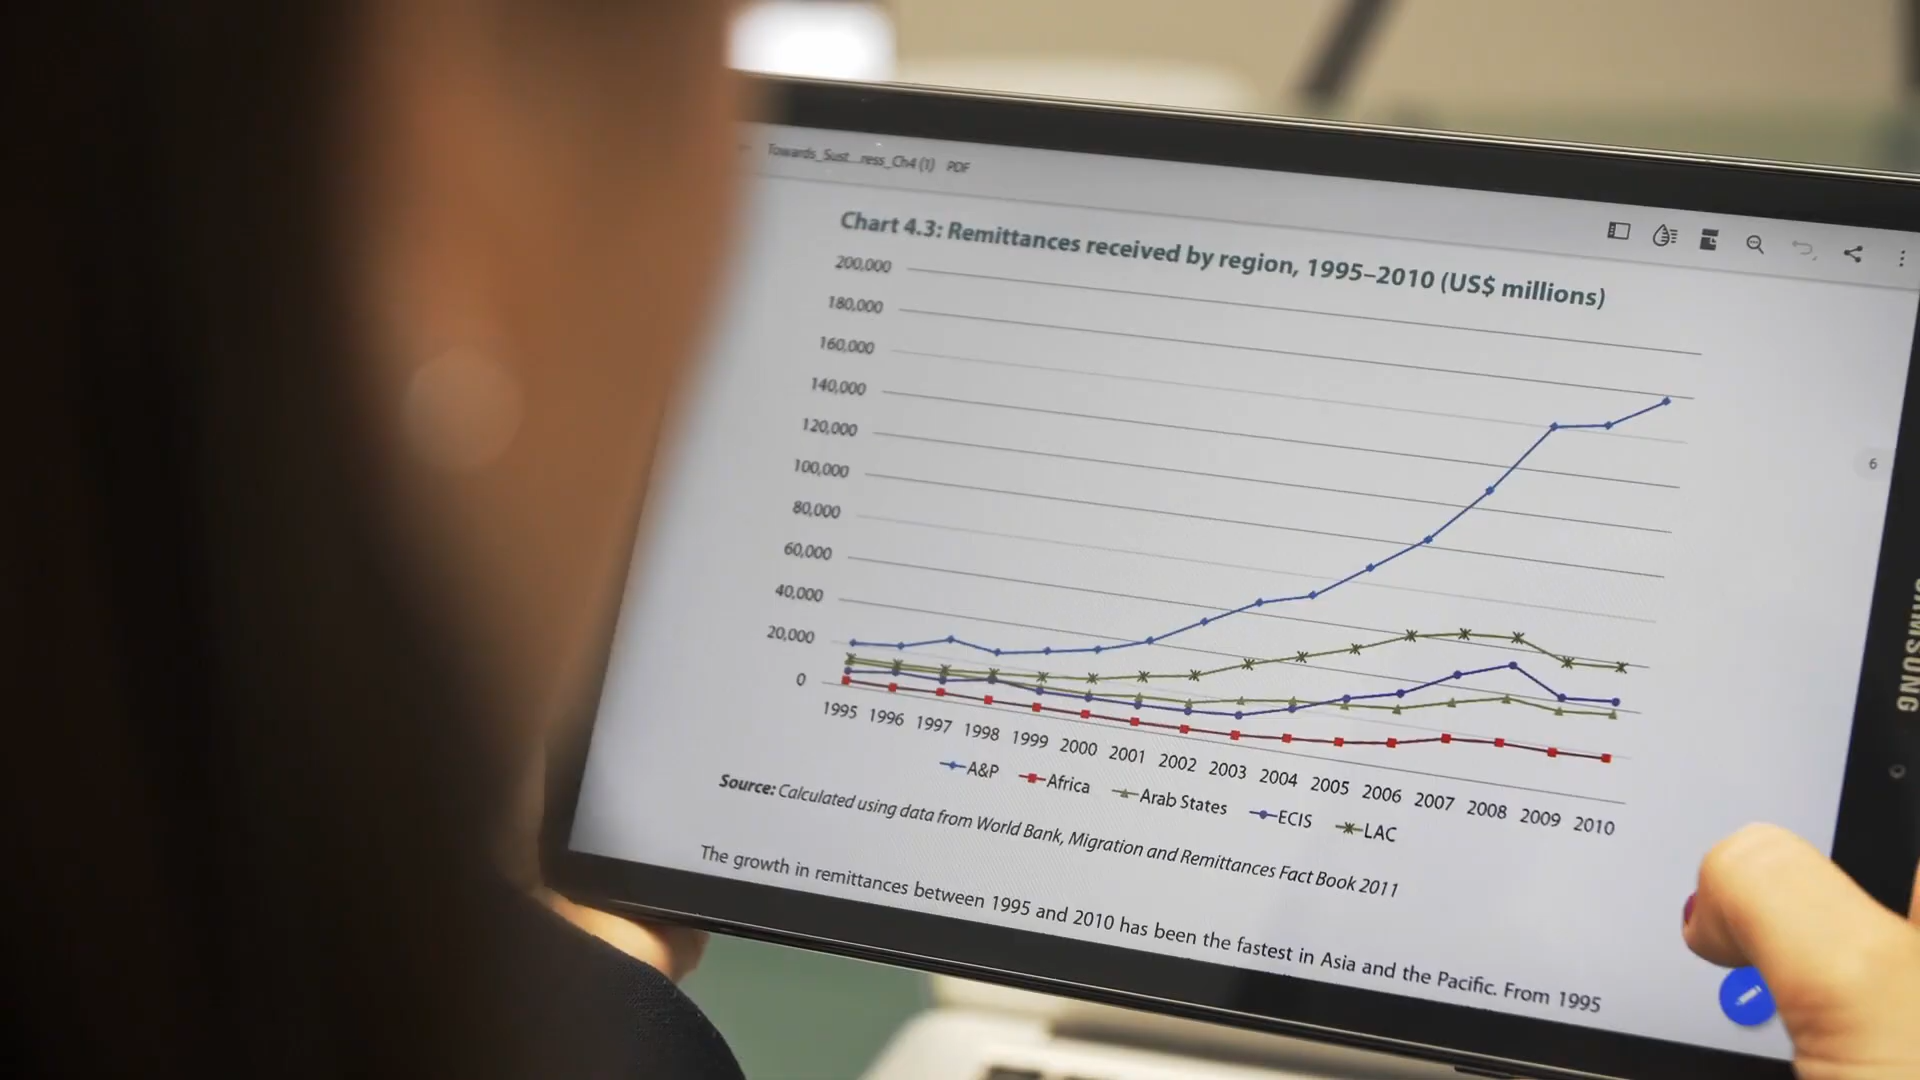 Towards_Sust...ress_Ch4 (1) PDF
Chart 4.3: Remittances received by region, 1995–2010 (US$ millions)
200,000
180,000
160,000
140,000
120,000
100,000
80,000
60,000
40,000
20,000
0
1995 1996 1997 1998 1999 2000 2001 2002 2003 2004 2005 2006 2007 2008 2009 2010
A&P Africa Arab States ECIS LAC
Source: Calculated using data from World Bank, Migration and Remittances Fact Book 2011
The growth in remittances between 1995 and 2010 has been the fastest in Asia and the Pacific. From 1995
6
SAMSUNG